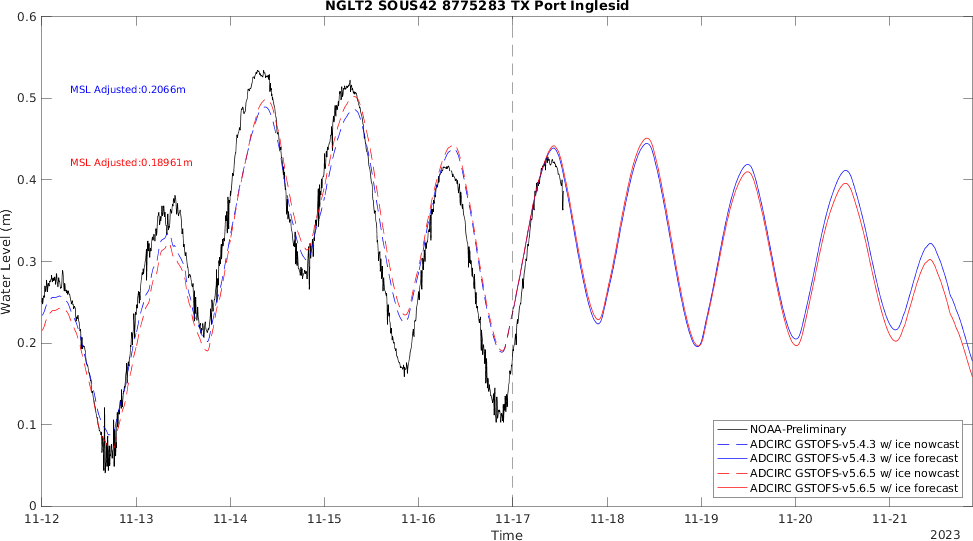 NGLT2 SOUS42 8775283 TX Port Inglesid
0.6
0.5
0.4
0.3
0.2
0.1
0
Water Level (m)
MSL Adjusted:0.2066m
MSL Adjusted:0.18961m
NOAA-Preliminary
ADCIRC GSTOFS-v5.4.3 w/ ice nowcast
ADCIRC GSTOFS-v5.4.3 w/ ice forecast
ADCIRC GSTOFS-v5.6.5 w/ ice nowcast
ADCIRC GSTOFS-v5.6.5 w/ ice forecast
11-12 11-13 11-14 11-15 11-16 11-17 11-18 11-19 11-20 11-21
Time
2023